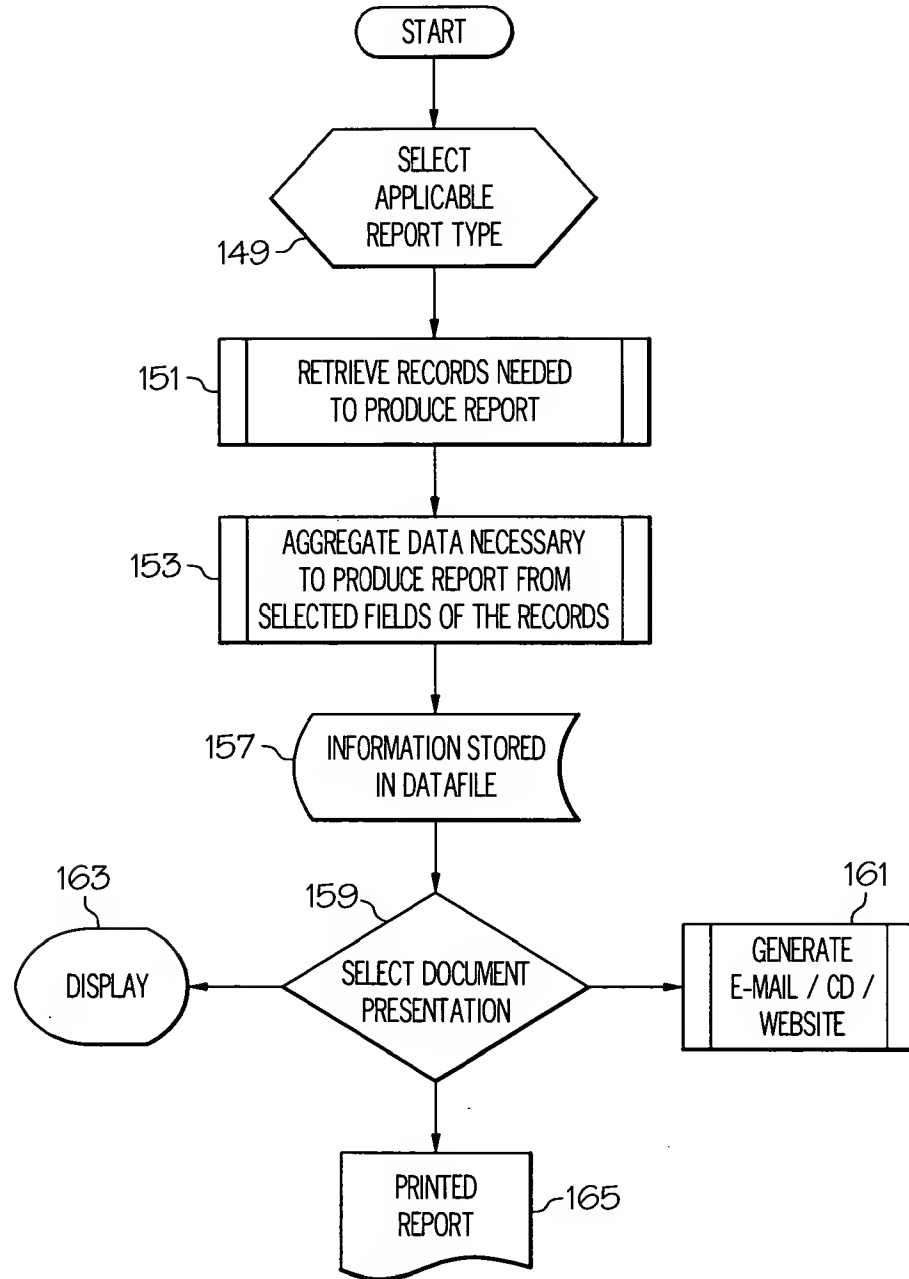 START
SELECT
APPLICABLE
REPORT TYPE
149
151
RETRIEVE RECORDS NEEDED
TO PRODUCE REPORT
153
AGGREGATE DATA NECESSARY
TO PRODUCE REPORT FROM
SELECTED FIELDS OF THE RECORDS
157
INFORMATION STORED
IN DATAFILE
163
DISPLAY
159
SELECT DOCUMENT
PRESENTATION
161
GENERATE
E-MAIL / CD /
WEBSITE
PRINTED
REPORT
165